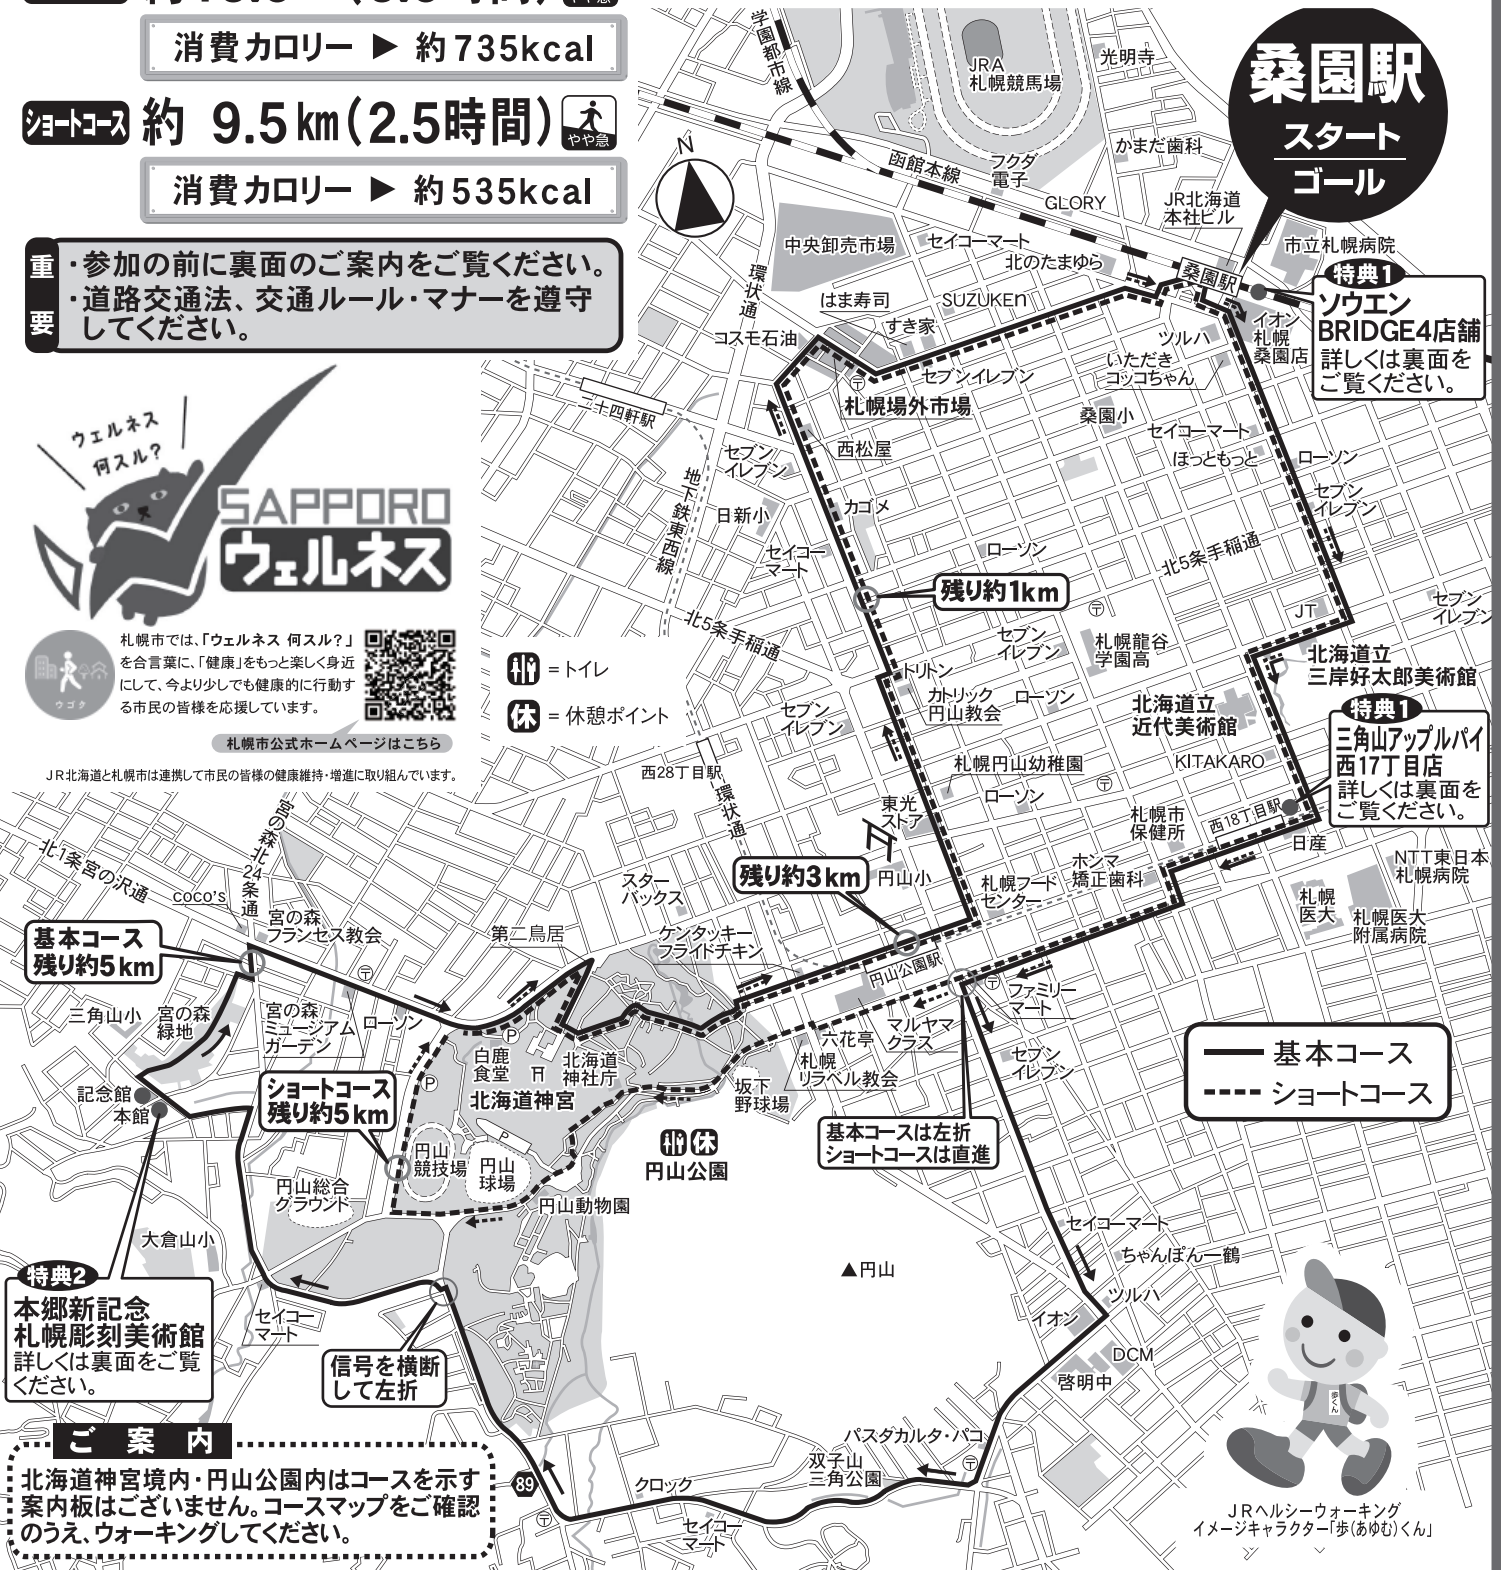 消費カロリー ▶ 約735kcal
ショートコース 約 9.5km(2.5時間) やや急
消費カロリー ▶ 約535kcal
重要
・参加の前に裏面のご案内をご覧ください。
・道路交通法、交通ルール・マナーを遵守
してください。
ウェルネス
何スル?
SAPPORO
ウェルネス
ウゴク
札幌市では、「ウェルネス 何スル?」
を合言葉に、「健康」をもっと楽しく身近
にして、今より少しでも健康的に行動す
る市民の皆様を応援しています。
札幌市公式ホームページはこちら
JR北海道と札幌市は連携して市民の皆様の健康維持・増進に取り組んでいます。
= トイレ
休 = 休憩ポイント
N
桑園駅
スタート
ゴール
学園都市線
JRA
札幌競馬場
光明寺
かまだ歯科
函館本線
フクダ
電子
GLORY
JR北海道
本社ビル
市立札幌病院
中央卸売市場
セイコーマート
北のたまゆら
桑園駅
環状通
はま寿司
SUZUKEN
すき家
コスモ石油
ツルハ
イオン
札幌
桑園店
特典1
ソウエン
BRIDGE4店舗
詳しくは裏面を
ご覧ください。
いただき
コッコちゃん
セブンイレブン
札幌場外市場
二十四軒駅
桑園小
西松屋
セイコーマート
ほっともっと
ローソン
セブン
イレブン
地下鉄東西線
セブン
イレブン
日新小
カゴメ
セイコー
マート
ローソン
北5条手稲通
残り約1km
JT
セブン
イレブン
北5条手稲通
セブン
イレブン
札幌龍谷
学園高
北海道立
三岸好太郎美術館
トリトン
カトリック
円山教会
ローソン
北海道立
近代美術館
セブン
イレブン
特典1
三角山アップルパイ
西17丁目店
詳しくは裏面を
ご覧ください。
西28丁目駅
環状通
札幌円山幼稚園
KITAKARO
ローソン
東光
ストア
札幌市
保健所
西18丁目駅
日産
宮の森北24条通
北1条宮の沢通
残り約3km
円山小
ホンマ
矯正歯科
NTT東日本
札幌病院
スター
バックス
札幌フード
センター
札幌
医大
札幌医大
附属病院
coco's
宮の森
フランセス教会
基本コース
残り約5km
第二鳥居
ケンタッキー
フライドチキン
円山公園駅
ファミリー
マート
三角山小
宮の森
緑地
宮の森
ミュージアム
ガーデン
ローソン
P
白鹿
食堂
北海道
神社庁
北海道神宮
六花亭
マルヤマ
クラス
札幌
リラベル教会
セブン
イレブン
基本コース
ショートコース
P
記念館
本館
ショートコース
残り約5km
坂下
野球場
基本コースは左折
ショートコースは直進
円山
競技場
P
円山
球場
休
円山公園
円山総合
グラウンド
円山動物園
大倉山小
セイコーマート
ちゃんぽん一鶴
▲円山
特典2
本郷新記念
札幌彫刻美術館
詳しくは裏面をご覧
ください。
セイコー
マート
ツルハ
イオン
DCM
啓明中
信号を横断
して左折
ご案内
北海道神宮境内・円山公園内はコースを示す
案内板はございません。コースマップをご確認
のうえ、ウォーキングしてください。
89
クロック
パスダカルタ・パコ
双子山
三角公園
セイコー
マート
歩くん
JRヘルシーウォーキング
イメージキャラクター「歩(あゆむ)くん」